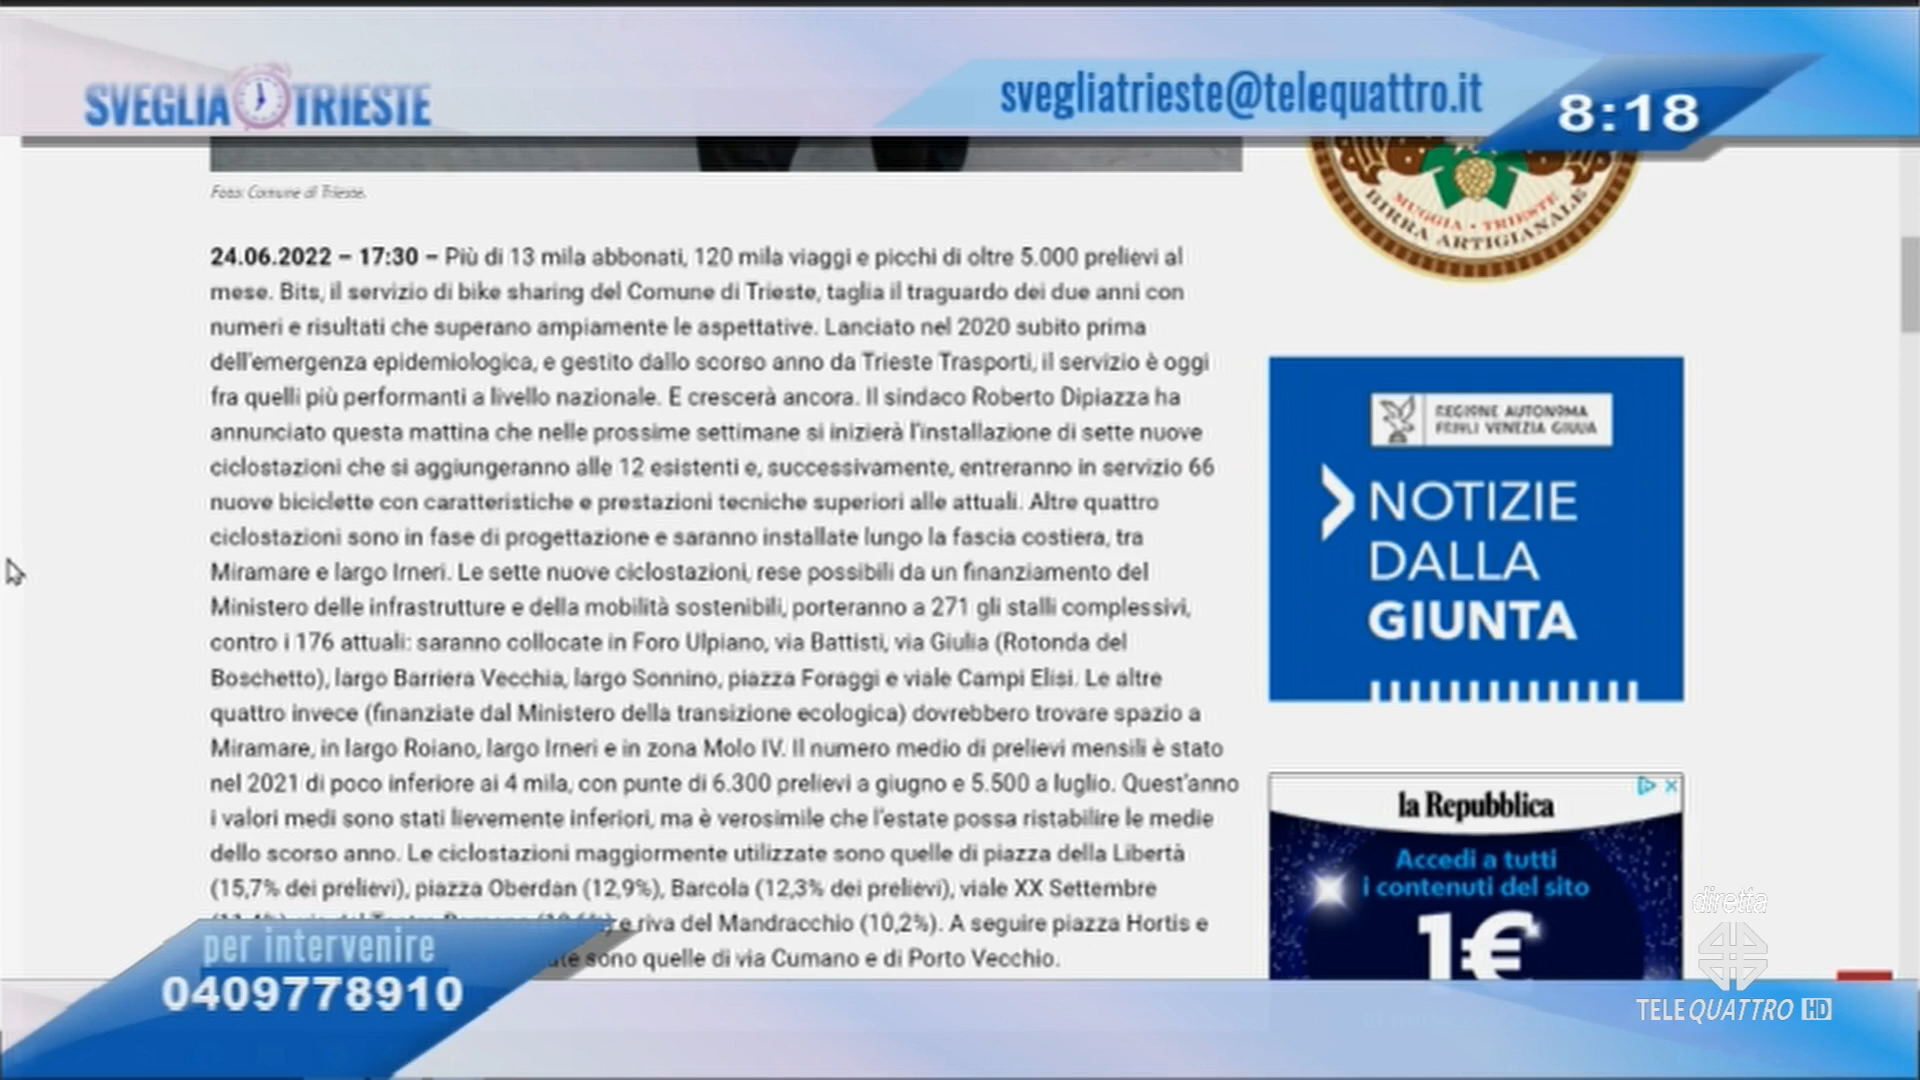 SVEGLIA TRIESTE
svegliatrieste@telequattro.it
8:18
Foto: Comune di Trieste.
24.06.2022 – 17:30 – Più di 13 mila abbonati, 120 mila viaggi e picchi di oltre 5.000 prelievi al
mese. Bits, il servizio di bike sharing del Comune di Trieste, taglia il traguardo dei due anni con
numeri e risultati che superano ampiamente le aspettative. Lanciato nel 2020 subito prima
dell'emergenza epidemiologica, e gestito dallo scorso anno da Trieste Trasporti, il servizio è oggi
fra quelli più performanti a livello nazionale. E crescerà ancora. Il sindaco Roberto Dipiazza ha
annunciato questa mattina che nelle prossime settimane si inizierà l'installazione di sette nuove
ciclostazioni che si aggiungeranno alle 12 esistenti e, successivamente, entreranno in servizio 66
nuove biciclette con caratteristiche e prestazioni tecniche superiori alle attuali. Altre quattro
ciclostazioni sono in fase di progettazione e saranno installate lungo la fascia costiera, tra
Miramare e largo Irneri. Le sette nuove ciclostazioni, rese possibili da un finanziamento del
Ministero delle infrastrutture e della mobilità sostenibili, porteranno a 271 gli stalli complessivi,
contro i 176 attuali: saranno collocate in Foro Ulpiano, via Battisti, via Giulia (Rotonda del
Boschetto), largo Barriera Vecchia, largo Sonnino, piazza Foraggi e viale Campi Elisi. Le altre
quattro invece (finanziate dal Ministero della transizione ecologica) dovrebbero trovare spazio a
Miramare, in largo Roiano, largo Irneri e in zona Molo IV. Il numero medio di prelievi mensili è stato
nel 2021 di poco inferiore ai 4 mila, con punte di 6.300 prelievi a giugno e 5.500 a luglio. Quest'anno
i valori medi sono stati lievemente inferiori, ma è verosimile che l'estate possa ristabilire le medie
dello scorso anno. Le ciclostazioni maggiormente utilizzate sono quelle di piazza della Libertà
(15,7% dei prelievi), piazza Oberdan (12,9%), Barcola (12,3% dei prelievi), viale XX Settembre
e riva del Mandracchio (10,2%). A seguire piazza Hortis e
sono quelle di via Cumano e di Porto Vecchio.
MUGGIA • TRIESTE
BIRRA ARTIGIANALE
REGIONE AUTONOMA
FRIULI VENEZIA GIULIA
NOTIZIE
DALLA
GIUNTA
la Repubblica
Accedi a tutti
i contenuti del sito
1€
per intervenire
0409778910
diretta
TELEQUATTRO HD